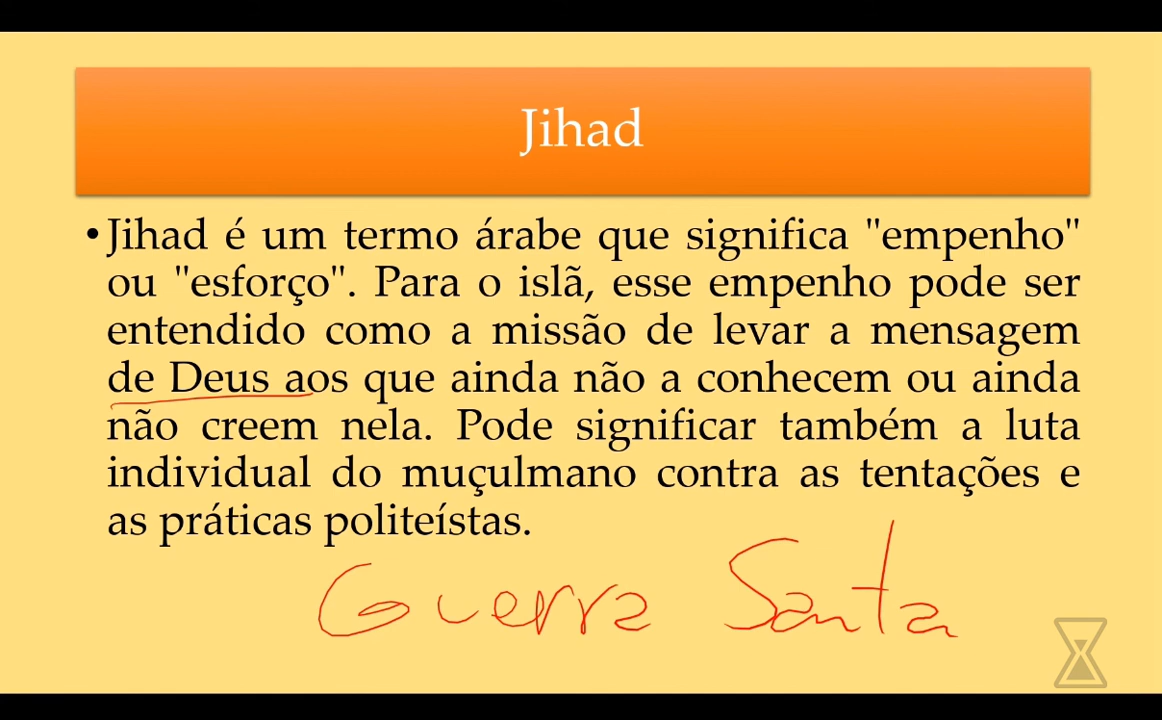 Jihad
•Jihad é um termo árabe que significa "empenho"
ou "esforço". Para o islã, esse empenho pode ser
entendido como a missão de levar a mensagem
de Deus aos que ainda não a conhecem ou ainda
não creem nela. Pode significar também a luta
individual do muçulmano contra as tentações e
as práticas politeístas.
Guerra Santa